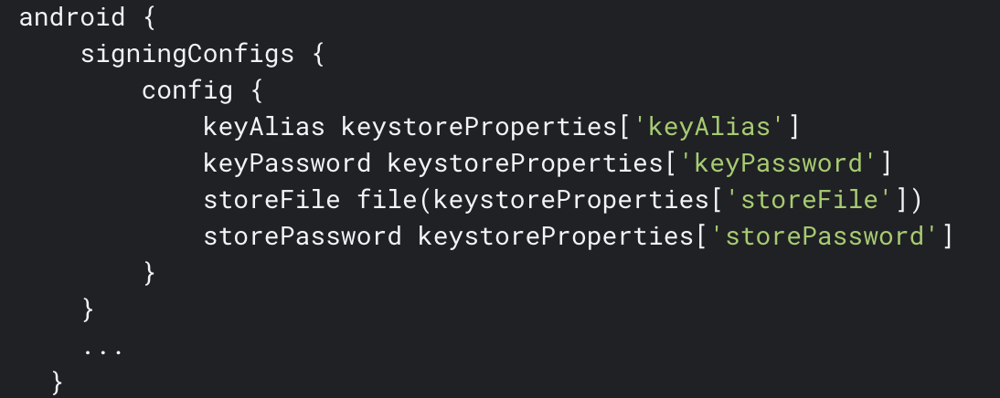 android {
    signingConfigs {
        config {
            keyAlias keystoreProperties['keyAlias']
            keyPassword keystoreProperties['keyPassword']
            storeFile file(keystoreProperties['storeFile'])
            storePassword keystoreProperties['storePassword']
        }
    }
    ...
  }